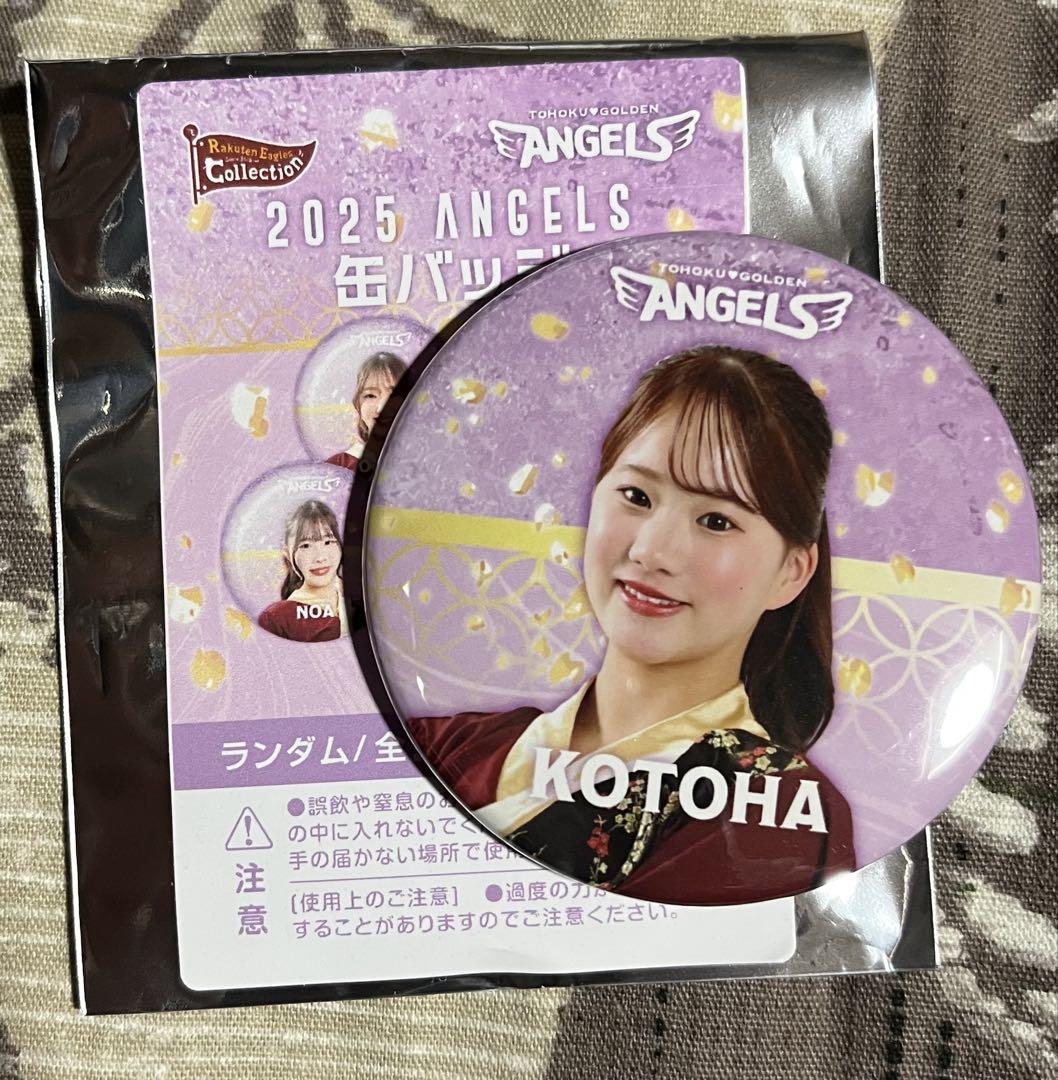 Rakuten Eagles
Collection
TOHOKU♥GOLDEN
ANGELS
2025 ANGELS
缶バッジ
ANGELS
ANGELS
NOA
TOHOKU♥GOLDEN
ANGELS
KOTOHA
ランダム/全
注意
●誤飲や窒息のお
の中に入れないでく
手の届かない場所で使用
[使用上のご注意] ●過度の力が
することがありますのでご注意ください。